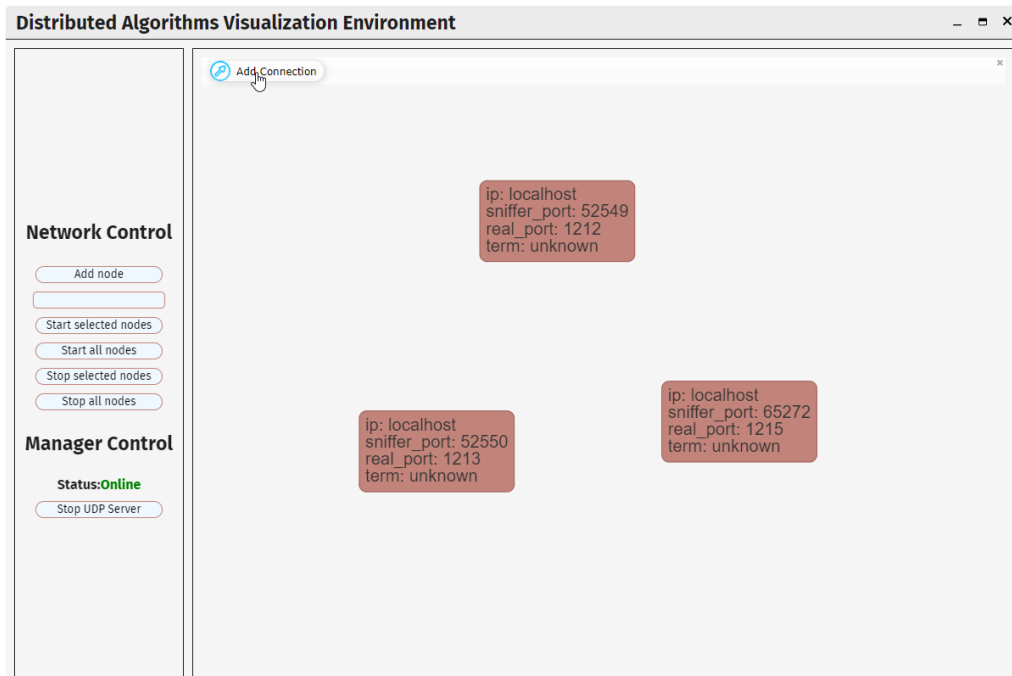 Distributed Algorithms Visualization Environment
Add Connection
Network Control
Add node
Start selected nodes
Start all nodes
Stop selected nodes
Stop all nodes
Manager Control
Status:Online
Stop UDP Server
ip: localhost
sniffer_port: 52549
real_port: 1212
term: unknown
ip: localhost
sniffer_port: 52550
real_port: 1213
term: unknown
ip: localhost
sniffer_port: 65272
real_port: 1215
term: unknown